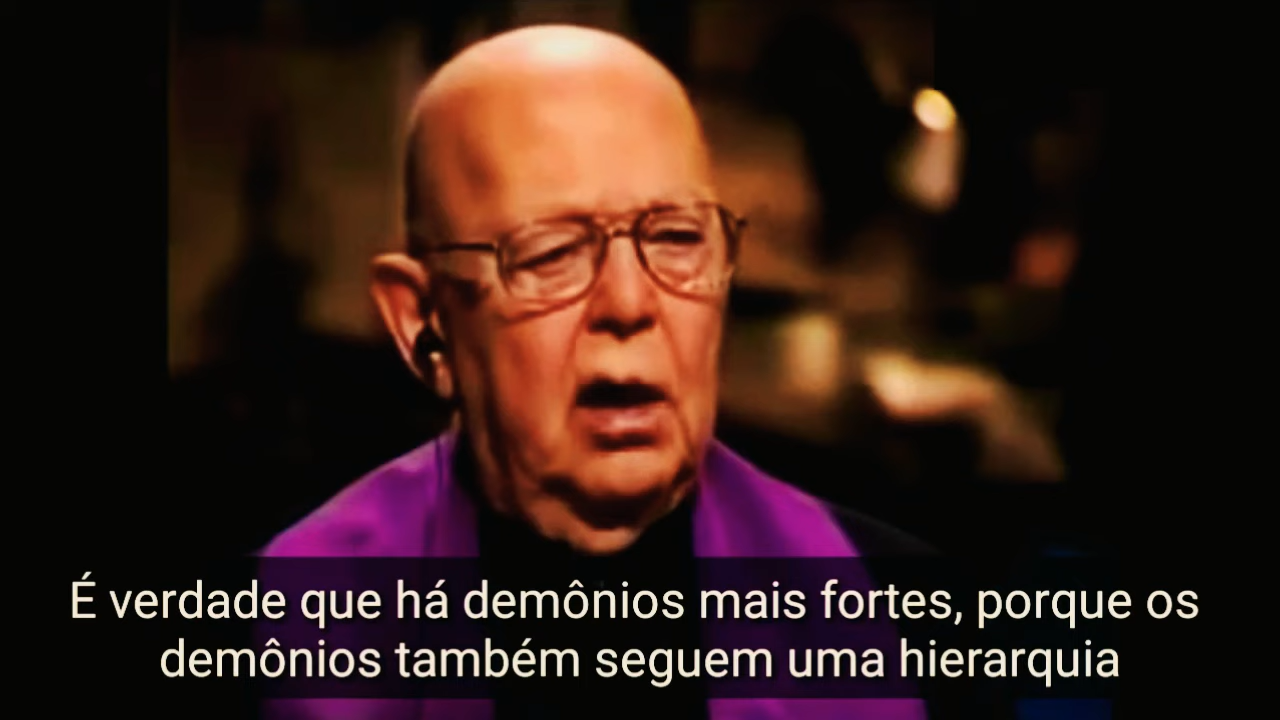 É verdade que há demônios mais fortes, porque os
demônios também seguem uma hierarquia